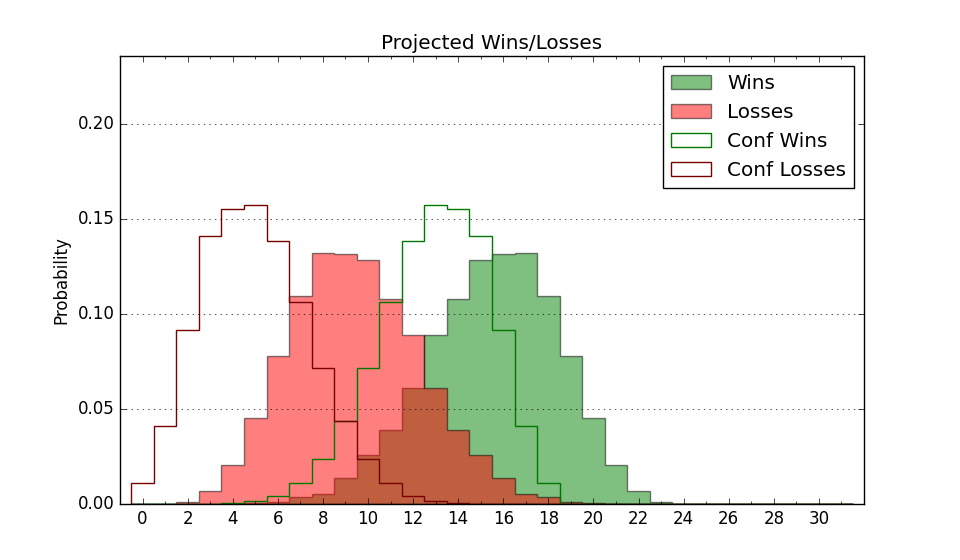 Projected Wins/Losses
Wins
Losses
Conf Wins
Conf Losses
Probability
0.20
0.15
0.10
0.05
0.00
0 2 4 6 8 10 12 14 16 18 20 22 24 26 28 30